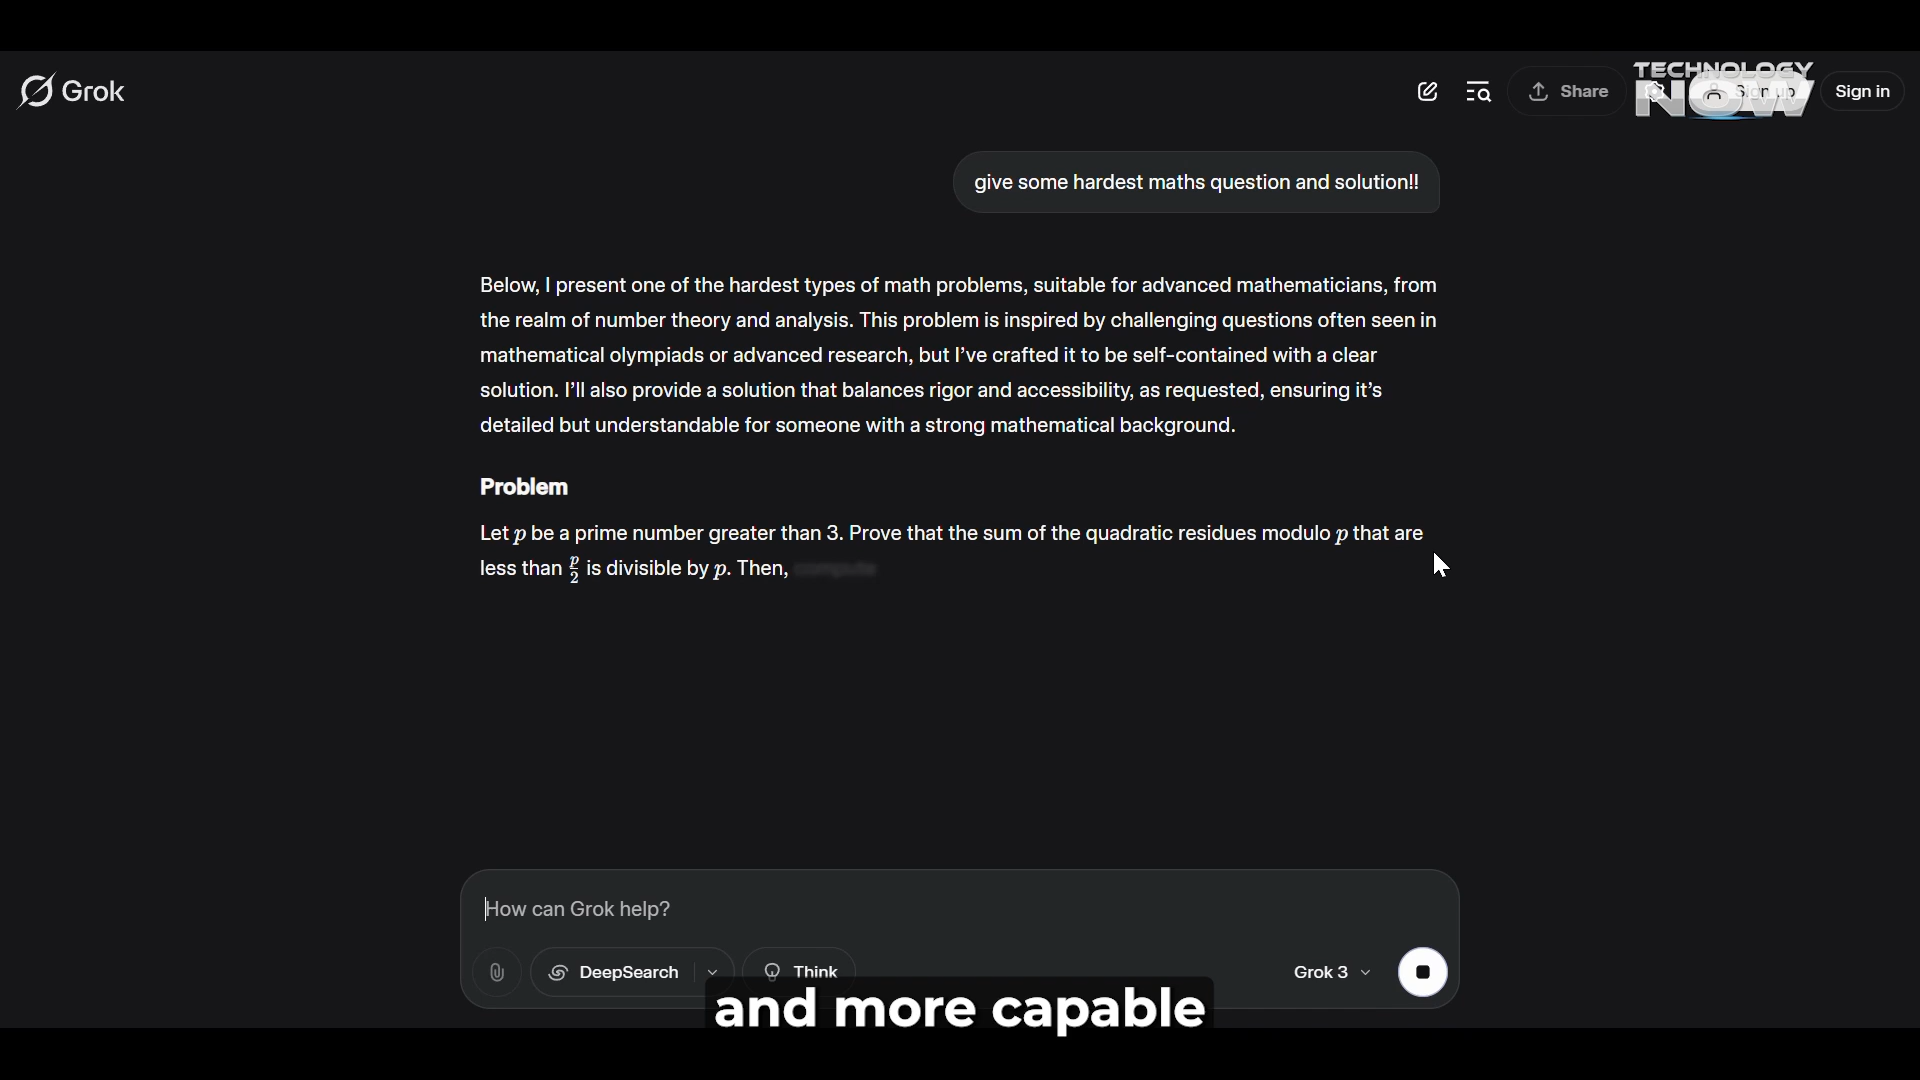 Grok
Share
TECHNOLOGY
NOW
Sign up
Sign in
give some hardest maths question and solution!!
Below, I present one of the hardest types of math problems, suitable for advanced mathematicians, from
the realm of number theory and analysis. This problem is inspired by challenging questions often seen in
mathematical olympiads or advanced research, but I've crafted it to be self-contained with a clear
solution. I'll also provide a solution that balances rigor and accessibility, as requested, ensuring it's
detailed but understandable for someone with a strong mathematical background.
Problem
Let p be a prime number greater than 3. Prove that the sum of the quadratic residues modulo p that are
less than p/2 is divisible by p. Then, compute
How can Grok help?
DeepSearch
Think
Grok 3
and more capable